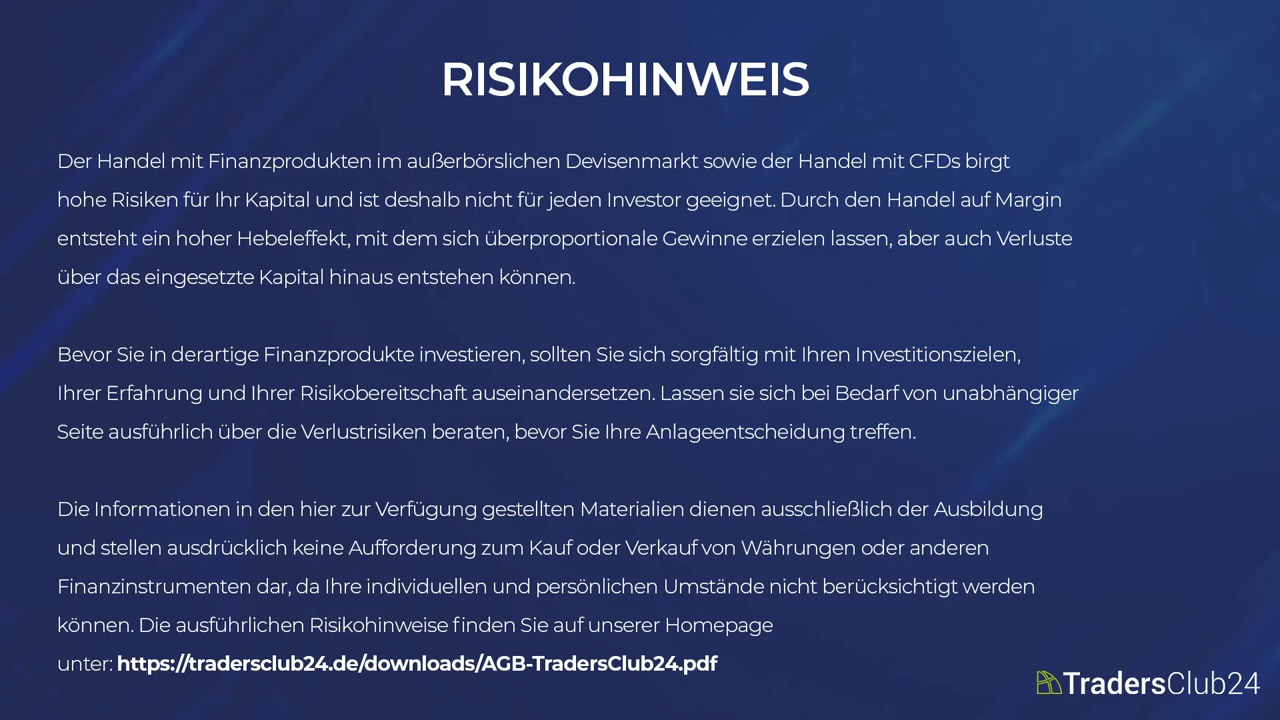 RISIKOHINWEIS
Der Handel mit Finanzprodukten im außerbörslichen Devisenmarkt sowie der Handel mit CFDs birgt
hohe Risiken für Ihr Kapital und ist deshalb nicht für jeden Investor geeignet. Durch den Handel auf Margin
entsteht ein hoher Hebeleffekt, mit dem sich überproportionale Gewinne erzielen lassen, aber auch Verluste
über das eingesetzte Kapital hinaus entstehen können.
Bevor Sie in derartige Finanzprodukte investieren, sollten Sie sich sorgfältig mit Ihren Investitionszielen,
Ihrer Erfahrung und Ihrer Risikobereitschaft auseinandersetzen. Lassen sie sich bei Bedarf von unabhängiger
Seite ausführlich über die Verlustrisiken beraten, bevor Sie Ihre Anlageentscheidung treffen.
Die Informationen in den hier zur Verfügung gestellten Materialien dienen ausschließlich der Ausbildung
und stellen ausdrücklich keine Aufforderung zum Kauf oder Verkauf von Währungen oder anderen
Finanzinstrumenten dar, da Ihre individuellen und persönlichen Umstände nicht berücksichtigt werden
können. Die ausführlichen Risikohinweise finden Sie auf unserer Homepage
unter: https://tradersclub24.de/downloads/AGB-TradersClub24.pdf
TradersClub24